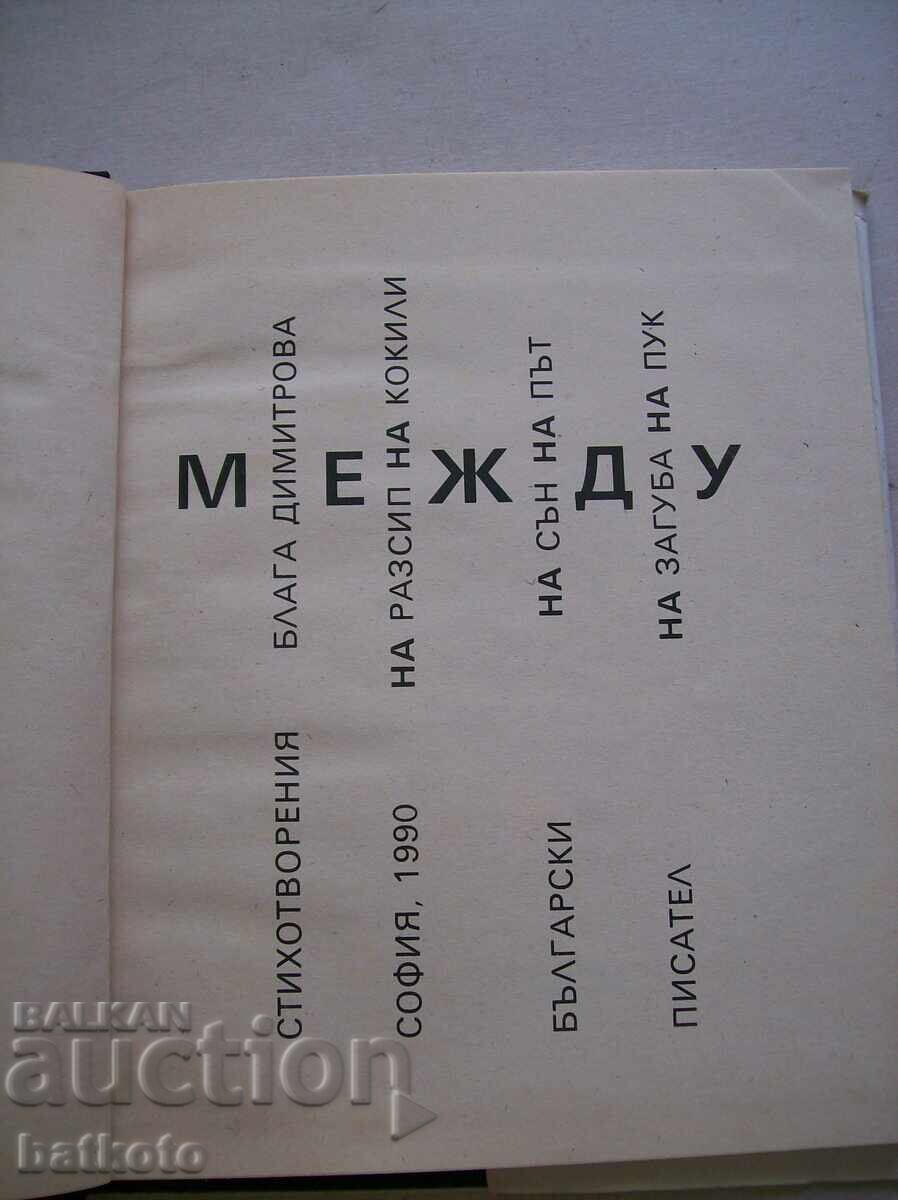 МЕЖДУ
СТИХОТВОРЕНИЯ БЛАГА ДИМИТРОВА
СОФИЯ, 1990 НА РАЗСИП НА КОКИЛИ
БЪЛГАРСКИ НА СЪН НА ПЪТ
ПИСАТЕЛ НА ЗАГУБА НА ПУК
BALKAN
auction
batkoto